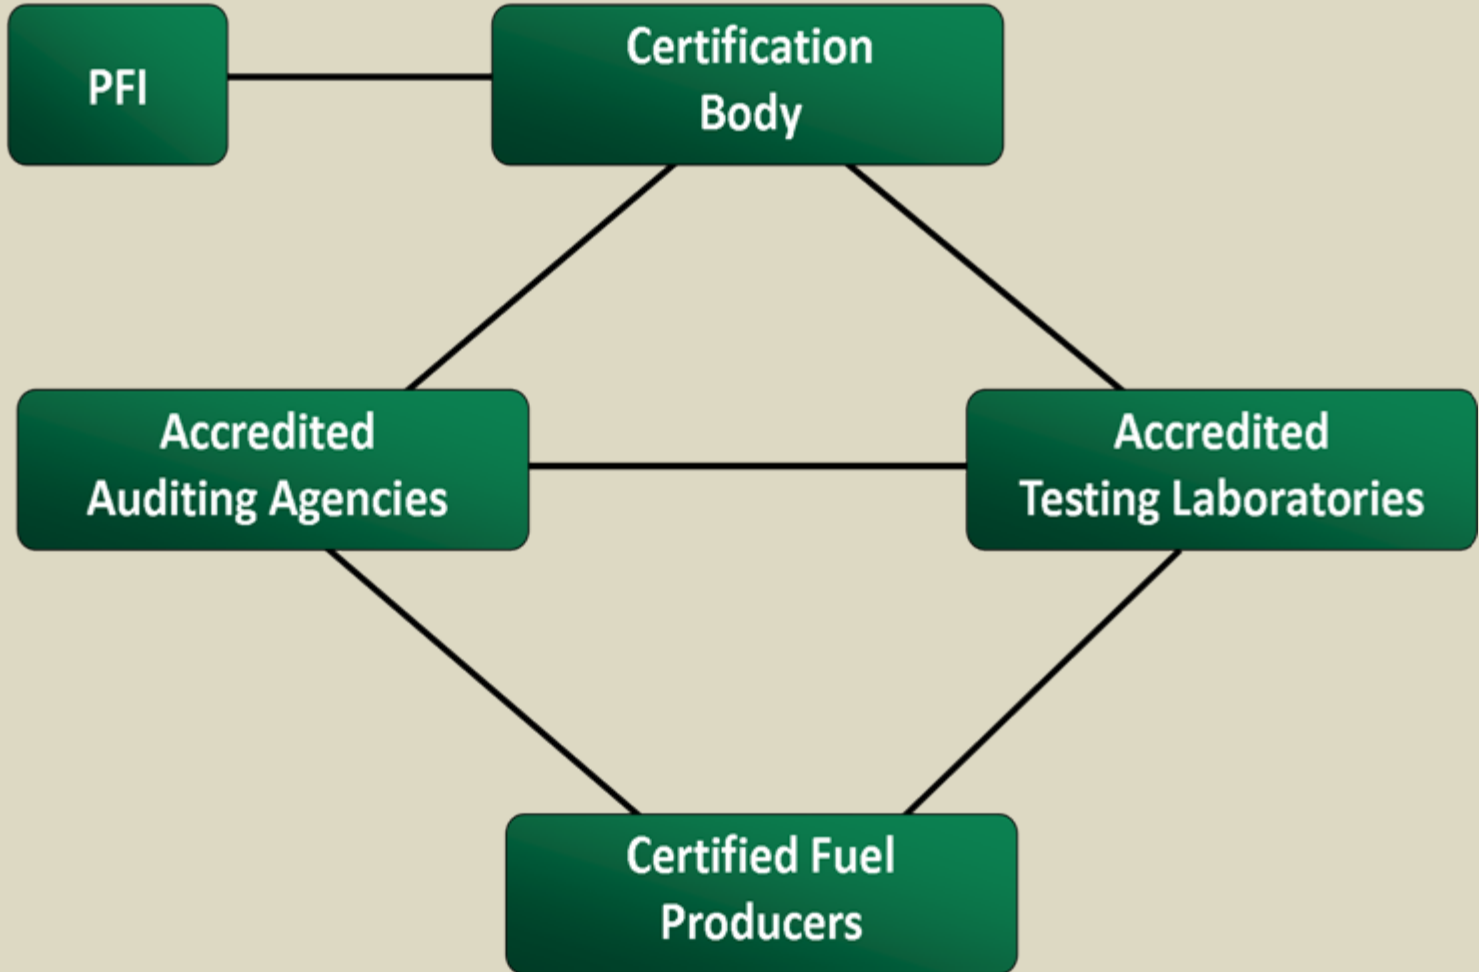 PFI
Certification
Body
Accredited
Auditing Agencies
Accredited
Testing Laboratories
Certified Fuel
Producers